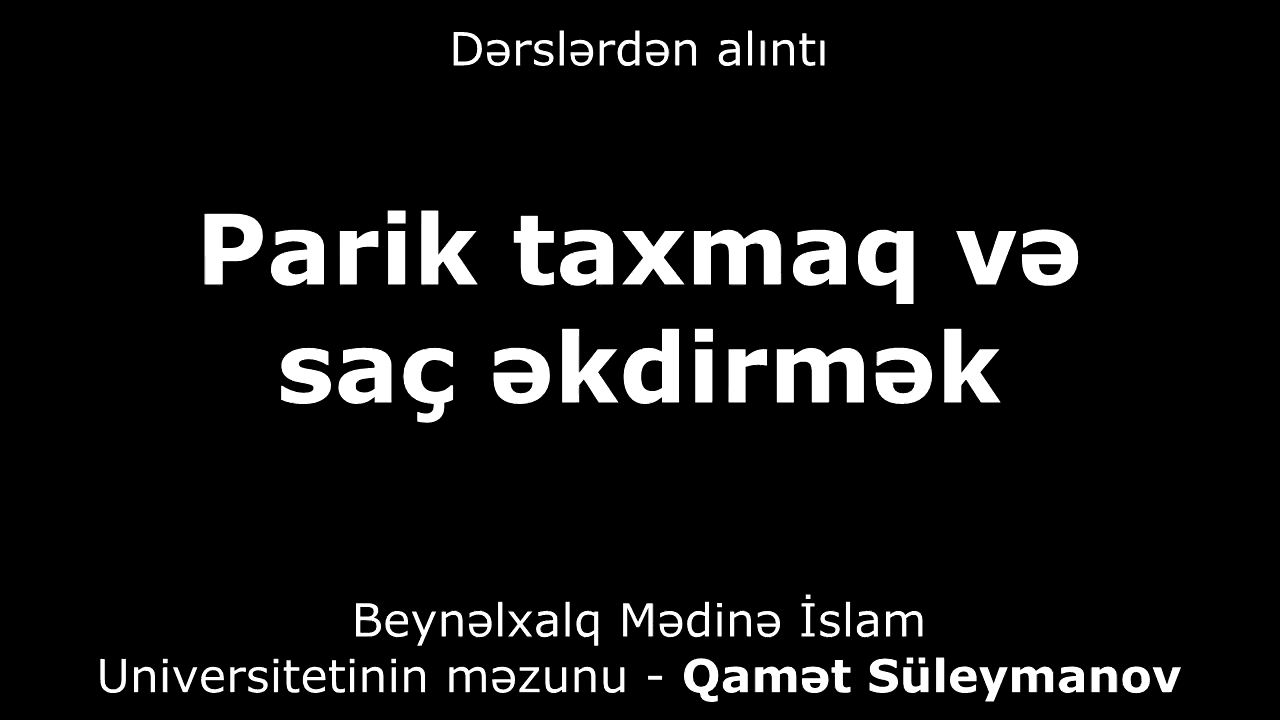 Dərslərdən alıntı
Parik taxmaq və
saç əkdirmək
Beynəlxalq Mədinə İslam
Universitetinin məzunu - Qamət Süleymanov